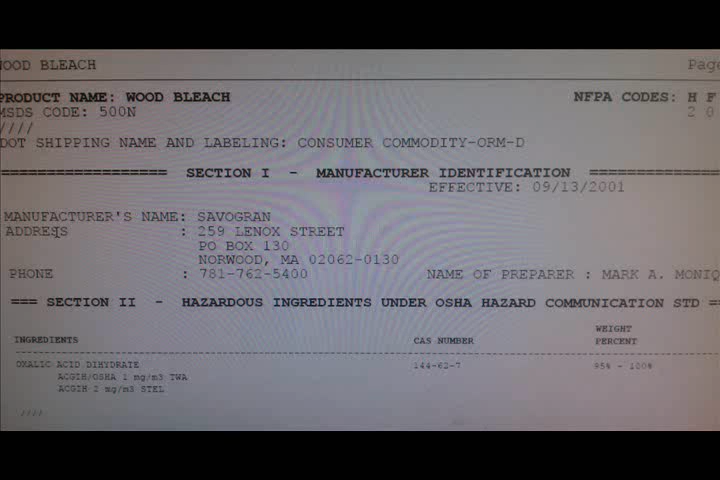 WOOD BLEACH Page
PRODUCT NAME: WOOD BLEACH NFPA CODES: H F
MSDS CODE: 500N 2 0
////
DOT SHIPPING NAME AND LABELING: CONSUMER COMMODITY-ORM-D
================== SECTION I - MANUFACTURER IDENTIFICATION ==============
EFFECTIVE: 09/13/2001
MANUFACTURER'S NAME: SAVOGRAN
ADDRESS : 259 LENOX STREET
PO BOX 130
NORWOOD, MA 02062-0130
PHONE : 781-762-5400 NAME OF PREPARER : MARK A. MONIQ
=== SECTION II - HAZARDOUS INGREDIENTS UNDER OSHA HAZARD COMMUNICATION STD =
WEIGHT
INGREDIENTS CAS NUMBER PERCENT
OXALIC ACID DIHYDRATE 144-62-7 95% - 100%
ACGIH/OSHA 1 mg/m3 TWA
ACGIH 2 mg/m3 STEL
////